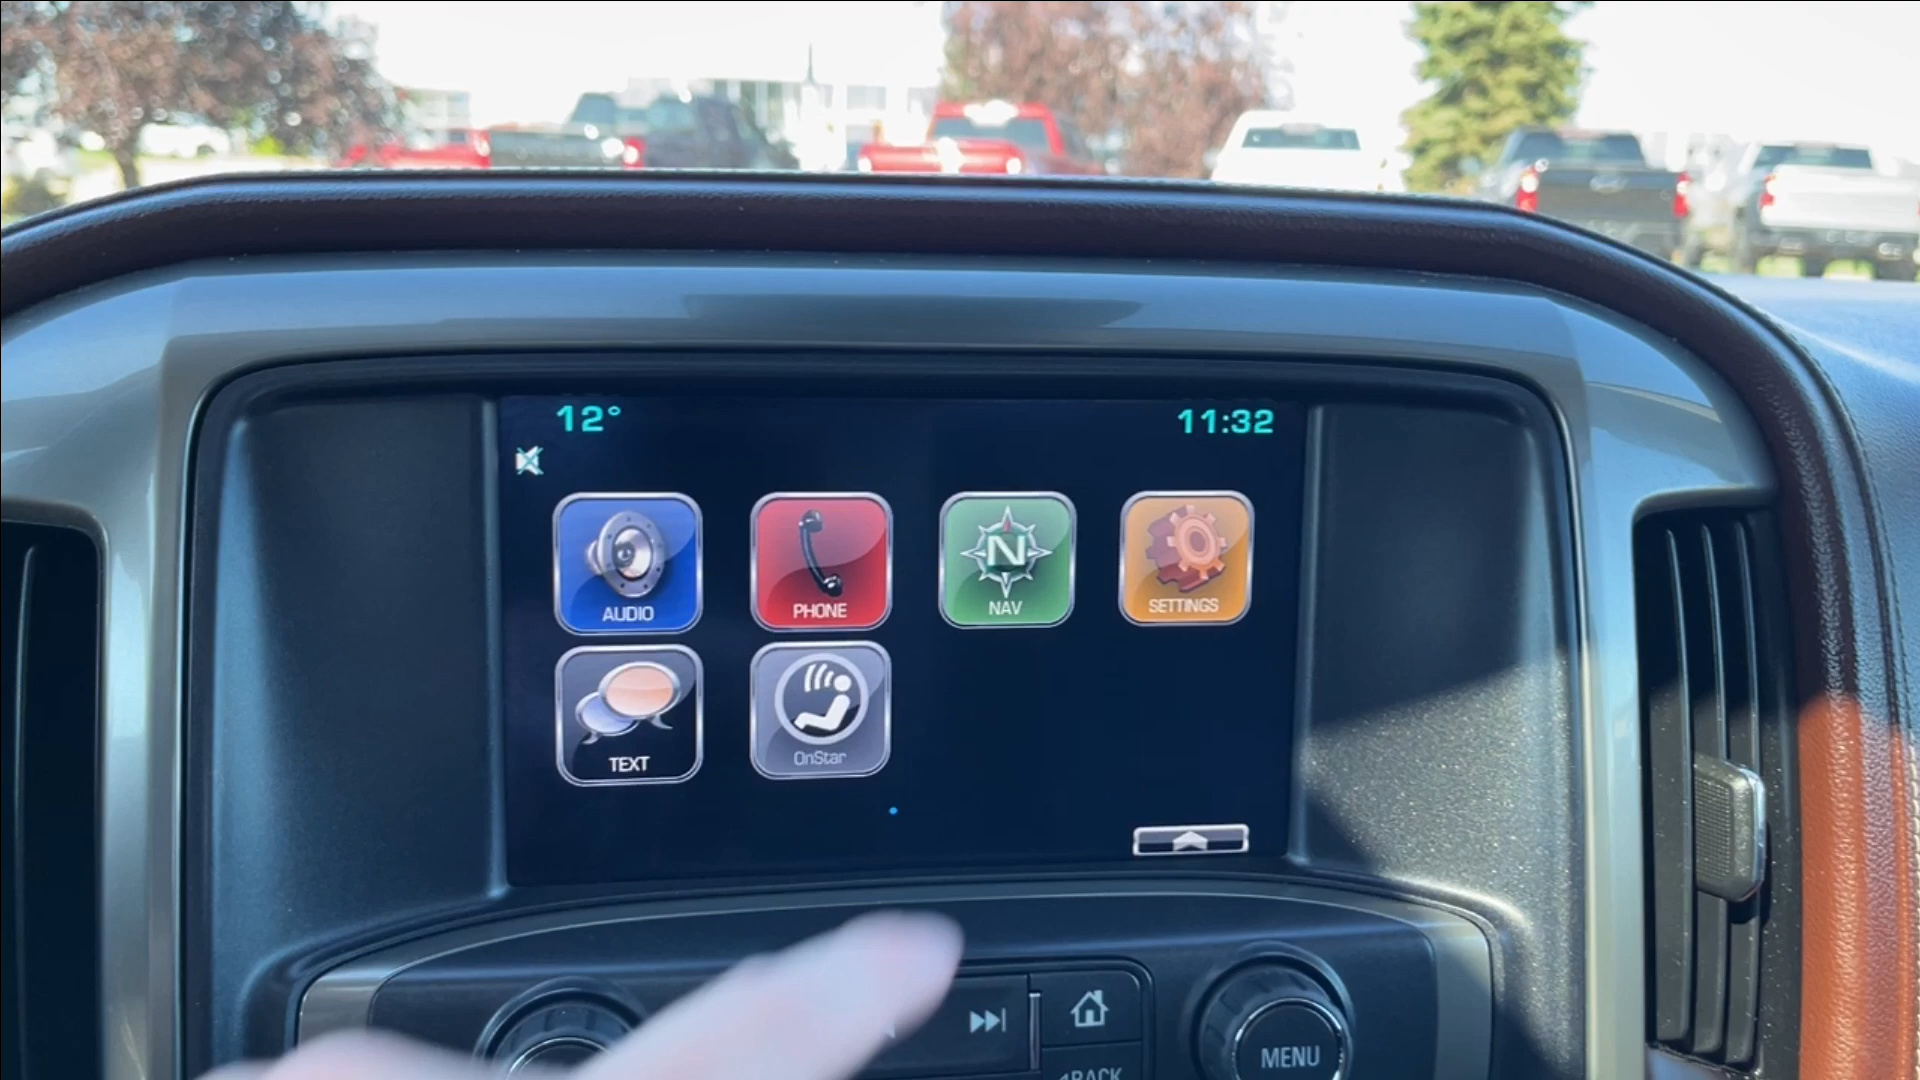 12°
11:32
AUDIO
PHONE
N
NAV
SETTINGS
TEXT
OnStar
MENU
BACK